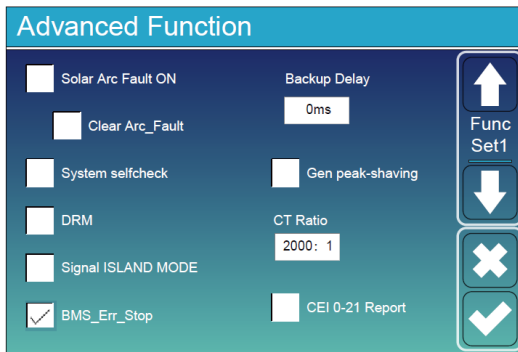 Advanced Function
Solar Arc Fault ON
Backup Delay
0ms
Clear Arc_Fault
Func
Set1
System selfcheck
Gen peak-shaving
DRM
CT Ratio
2000: 1
Signal ISLAND MODE
BMS_Err_Stop
CEI 0-21 Report